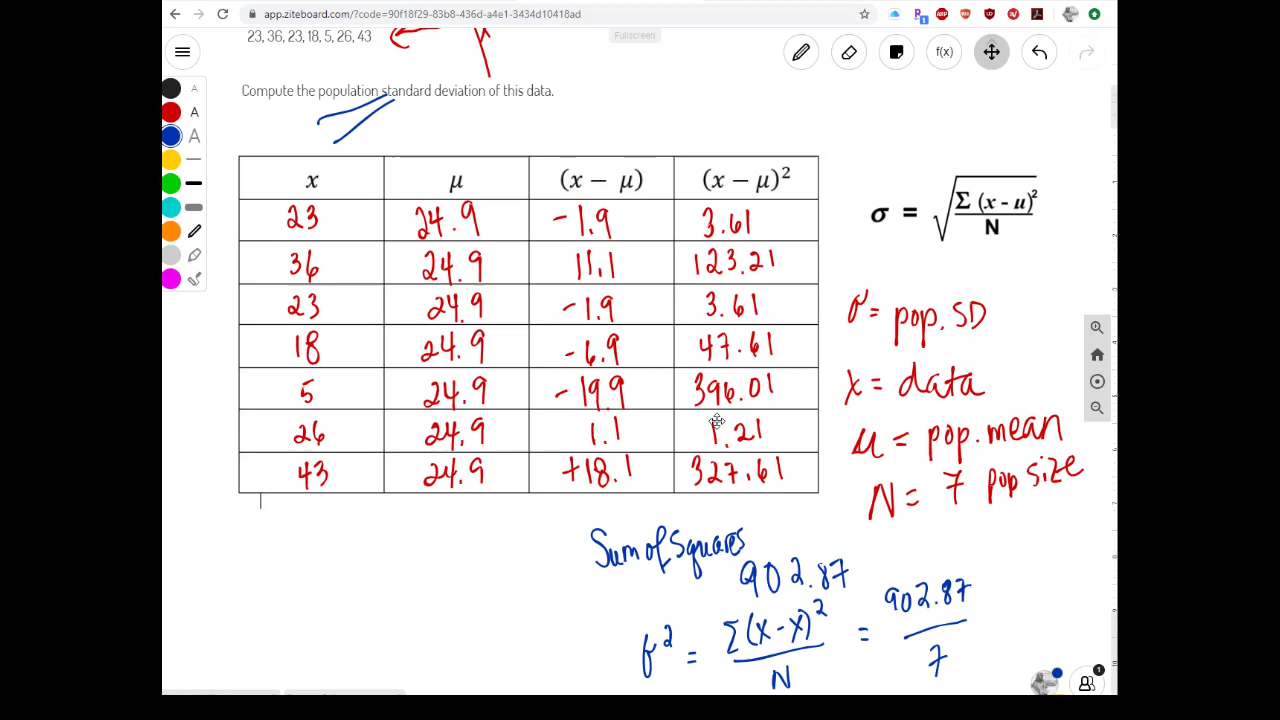 app.ziteboard.com/?code=90f18f29-83b8-436d-a4e1-3434d10418ad
23, 36, 23, 18, 5, 26, 43
Fullscreen
f(x)
Compute the population standard deviation of this data.
A
A
A
x μ (x − μ) (x − μ)²
23 24.9 -1.9 3.61
36 24.9 11.1 123.21
23 24.9 -1.9 3.61
18 24.9 -6.9 47.61
5 24.9 -19.9 396.01
26 24.9 1.1 1.21
43 24.9 +18.1 327.61
σ = √(Σ (x - u)² / N)
σ = pop. SD
x = data
μ = pop. mean
N = 7 pop size
Sum of Squares
902.87
σ² = Σ(x-x)² / N = 902.87 / 7
1